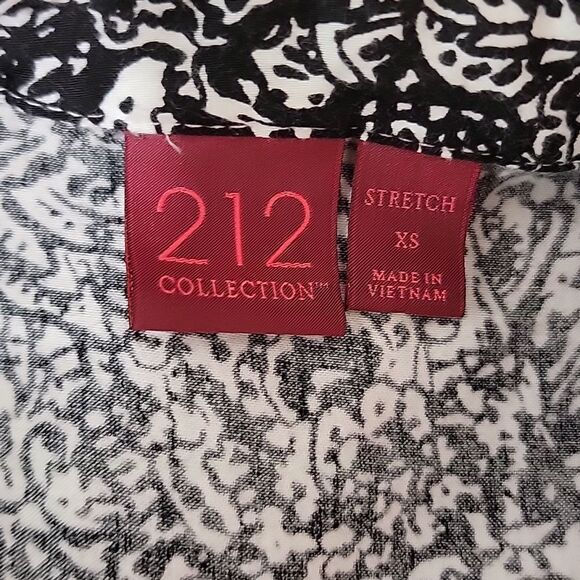 212
COLLECTION™
STRETCH
XS
MADE IN
VIETNAM